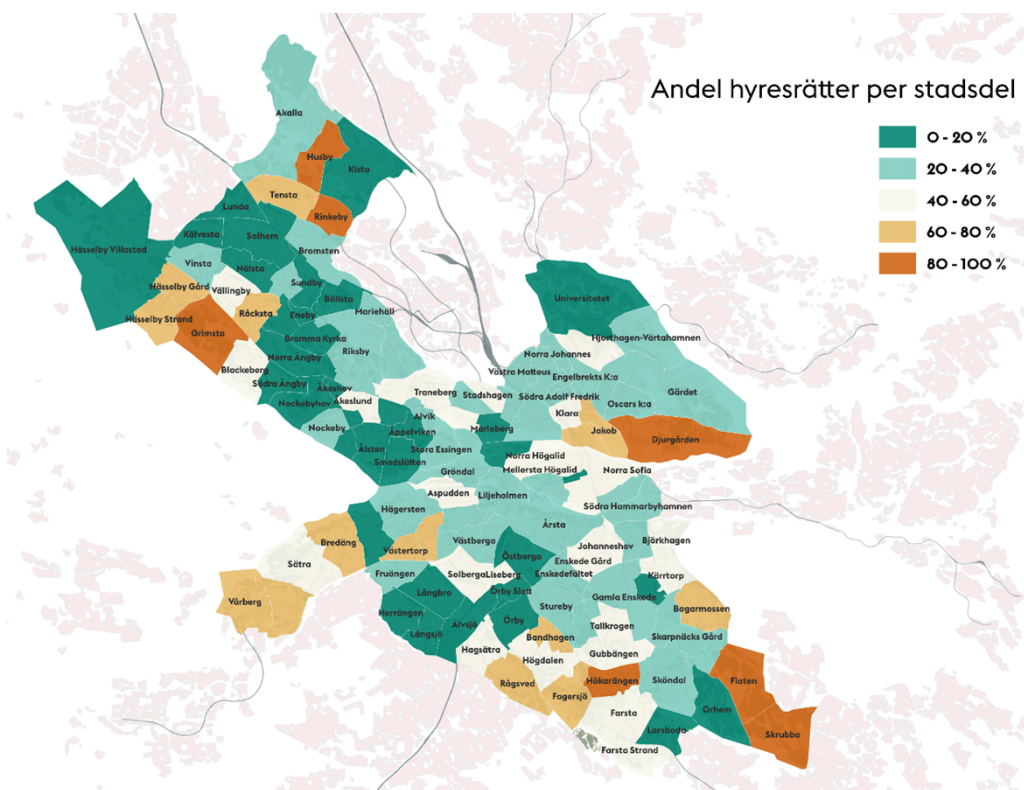 Andel hyresrätter per stadsdel
0 - 20 %
20 - 40 %
40 - 60 %
60 - 80 %
80 - 100 %
Akalla
Husby
Kista
Tensta
Rinkeby
Lunda
Kälvesta
Solhem
Hässelby Villastad
Bromsten
Vinsta
Nälsta
Sundby
Hässelby Gård
Vällingby
Bällsta
Universitetet
Råcksta
Eneby
Mariehäll
Hässelby Strand
Grimsta
Bromma Kyrka
Riksby
Hjorthagen-Värtahamnen
Norra Ängby
Norra Johannes
Blackeberg
Västra Matteus
Engelbrekts K:a
Södra Ängby
Åkeshov
Traneberg
Stadshagen
Södra Adolf Fredrik
Gärdet
Nockebyhov
Åkeslund
Oscars k:a
Alvik
Klara
Nockeby
Äppelviken
Marieberg
Jakob
Djurgården
Ålsten
Stora Essingen
Norra Högalid
Smedslätten
Gröndal
Mellersta Högalid
Norra Sofia
Aspudden
Liljeholmen
Hägersten
Södra Hammarbyhamnen
Årsta
Bredäng
Västertorp
Västberga
Johanneshov
Björkhagen
Östberga
Enskede Gård
Sätra
Fruängen
Solberga
Liseberg
Enskedefältet
Kärrtorp
Långbro
Örby Slott
Gamla Enskede
Vårberg
Herrängen
Stureby
Bagarmossen
Älvsjö
Örby
Tallkrogen
Långsjö
Bandhagen
Skarpnäcks Gård
Hagsätra
Högdalen
Gubbängen
Rågsved
Hökarängen
Sköndal
Flaten
Fagersjö
Farsta
Orhem
Larsboda
Skrubba
Farsta Strand